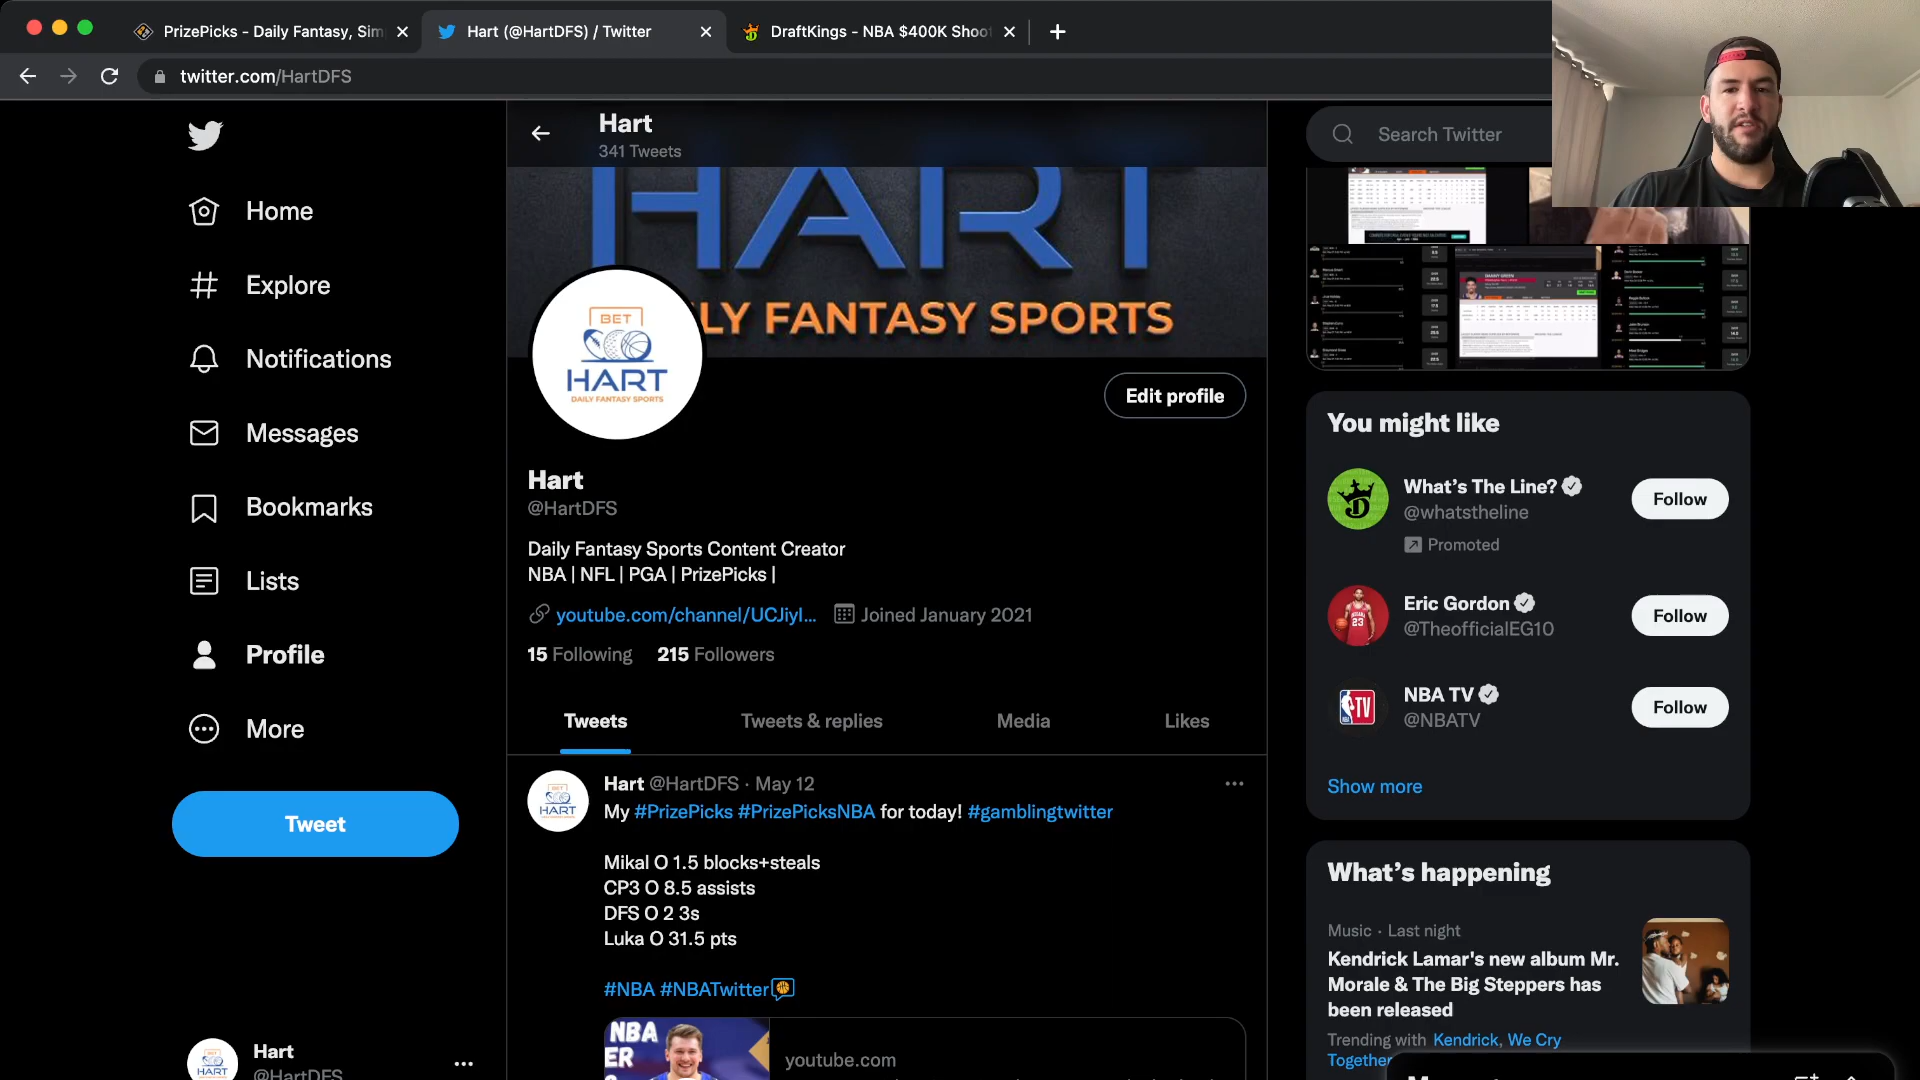 PrizePicks - Daily Fantasy, Sim
Hart (@HartDFS) / Twitter
DraftKings - NBA $400K Shoot
twitter.com/HartDFS
Hart
341 Tweets
Search Twitter
Home
Explore
Notifications
Messages
Bookmarks
Lists
Profile
More
Tweet
HART
LY FANTASY SPORTS
BET
HART
DAILY FANTASY SPORTS
Edit profile
Hart
@HartDFS
Daily Fantasy Sports Content Creator
NBA | NFL | PGA | PrizePicks |
youtube.com/channel/UCJiyI...
Joined January 2021
15 Following
215 Followers
Tweets
Tweets & replies
Media
Likes
Hart @HartDFS · May 12
My #PrizePicks #PrizePicksNBA for today! #gamblingtwitter
Mikal O 1.5 blocks+steals
CP3 O 8.5 assists
DFS O 2 3s
Luka O 31.5 pts
#NBA #NBATwitter
NBA
youtube.com
You might like
What's The Line?
@whatstheline
Promoted
Follow
Eric Gordon
@TheofficialEG10
Follow
NBA TV
@NBATV
Follow
Show more
What's happening
Music · Last night
Kendrick Lamar's new album Mr.
Morale & The Big Steppers has
been released
Trending with Kendrick, We Cry
Together
Hart
@HartDFS